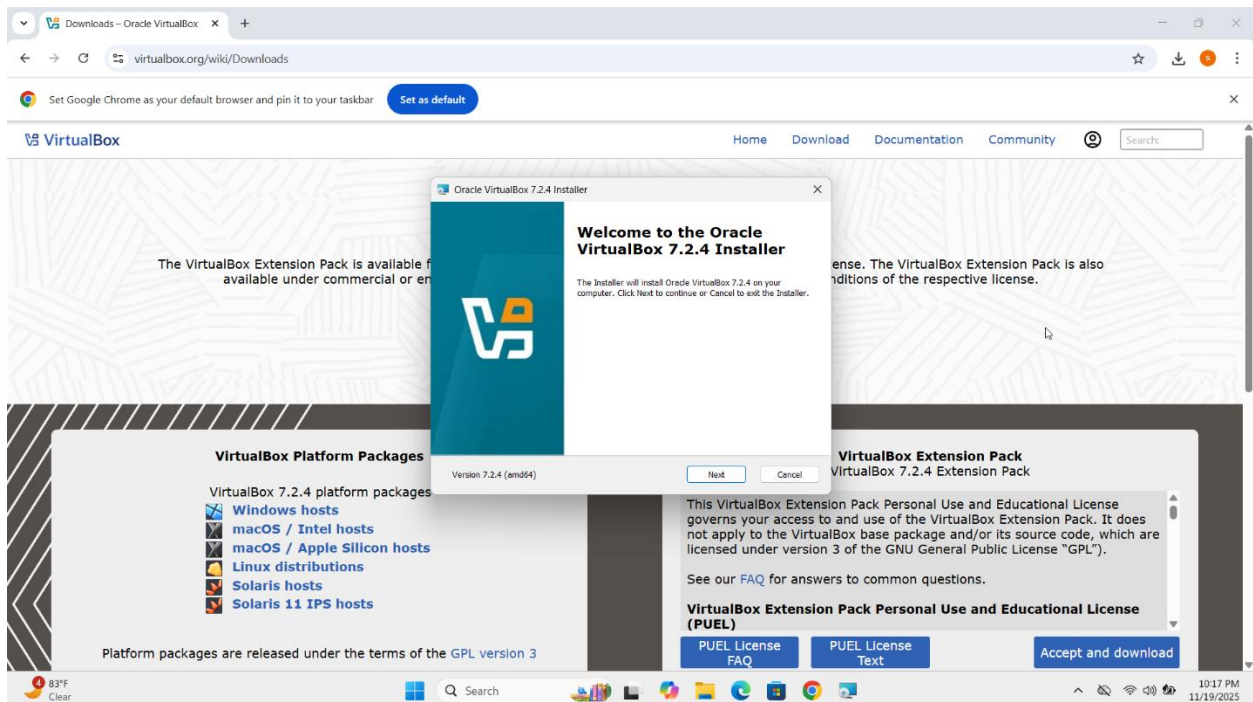 Downloads – Oracle VirtualBox
virtualbox.org/wiki/Downloads
Set Google Chrome as your default browser and pin it to your taskbar
Set as default
VirtualBox
Home
Download
Documentation
Community
Search:
The VirtualBox Extension Pack is available
ense. The VirtualBox Extension Pack is also
available under commercial or
nditions of the respective license.
Oracle VirtualBox 7.2.4 Installer
Welcome to the Oracle
VirtualBox 7.2.4 Installer
The Installer will install Oracle VirtualBox 7.2.4 on your
computer. Click Next to continue or Cancel to exit the Installer.
Version 7.2.4 (amd64)
Next
Cancel
VirtualBox Platform Packages
VirtualBox 7.2.4 platform packages
Windows hosts
macOS / Intel hosts
macOS / Apple Silicon hosts
Linux distributions
Solaris hosts
Solaris 11 IPS hosts
Platform packages are released under the terms of the GPL version 3
VirtualBox Extension Pack
VirtualBox 7.2.4 Extension Pack
This VirtualBox Extension Pack Personal Use and Educational License
governs your access to and use of the VirtualBox Extension Pack. It does
not apply to the VirtualBox base package and/or its source code, which are
licensed under version 3 of the GNU General Public License “GPL”).
See our FAQ for answers to common questions.
VirtualBox Extension Pack Personal Use and Educational License
(PUEL)
PUEL License
FAQ
PUEL License
Text
Accept and download
4
83°F
Clear
Search
10:17 PM
11/19/2025